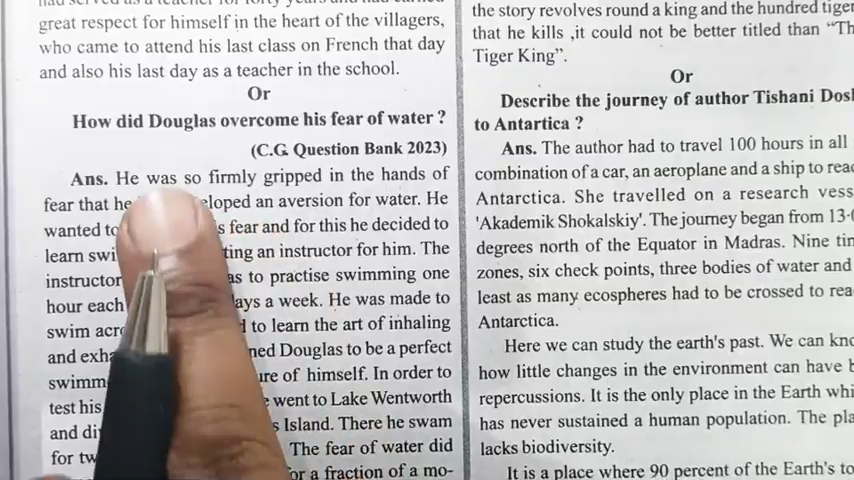 great respect for himself in the heart of the villagers,
who came to attend his last class on French that day
and also his last day as a teacher in the school.
Or
How did Douglas overcome his fear of water ?
(C.G. Question Bank 2023)
Ans. He was so firmly gripped in the hands of
fear that he eloped an aversion for water. He
wanted to s fear and for this he decided to
learn swi ting an instructor for him. The
instructor as to practise swimming one
hour each ays a week. He was made to
swim acr d to learn the art of inhaling
and exha ned Douglas to be a perfect
swimm ure of himself. In order to
test his went to Lake Wentworth
and di s Island. There he swam
for tw The fear of water did
or a fraction of a mo-
the story revolves round a king and the hundred tiger
that he kills ,it could not be better titled than “Th
Tiger King”.
Or
Describe the journey of author Tishani Dosh
to Antartica ?
Ans. The author had to travel 100 hours in all
combination of a car, an aeroplane and a ship to reac
Antarctica. She travelled on a research vess
'Akademik Shokalskiy'. The journey began from 13·0
degrees north of the Equator in Madras. Nine tim
zones, six check points, three bodies of water and
least as many ecospheres had to be crossed to rea
Antarctica.
Here we can study the earth's past. We can kno
how little changes in the environment can have b
repercussions. It is the only place in the Earth whi
has never sustained a human population. The pla
lacks biodiversity.
It is a place where 90 percent of the Earth's to